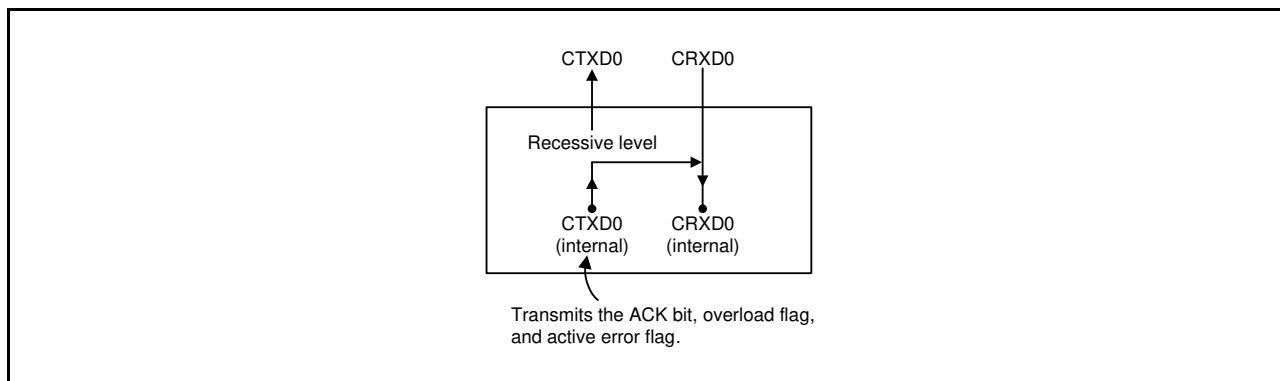 CTXD0 CRXD0
Recessive level
CTXD0 CRXD0
(internal) (internal)
Transmits the ACK bit, overload flag,
and active error flag.